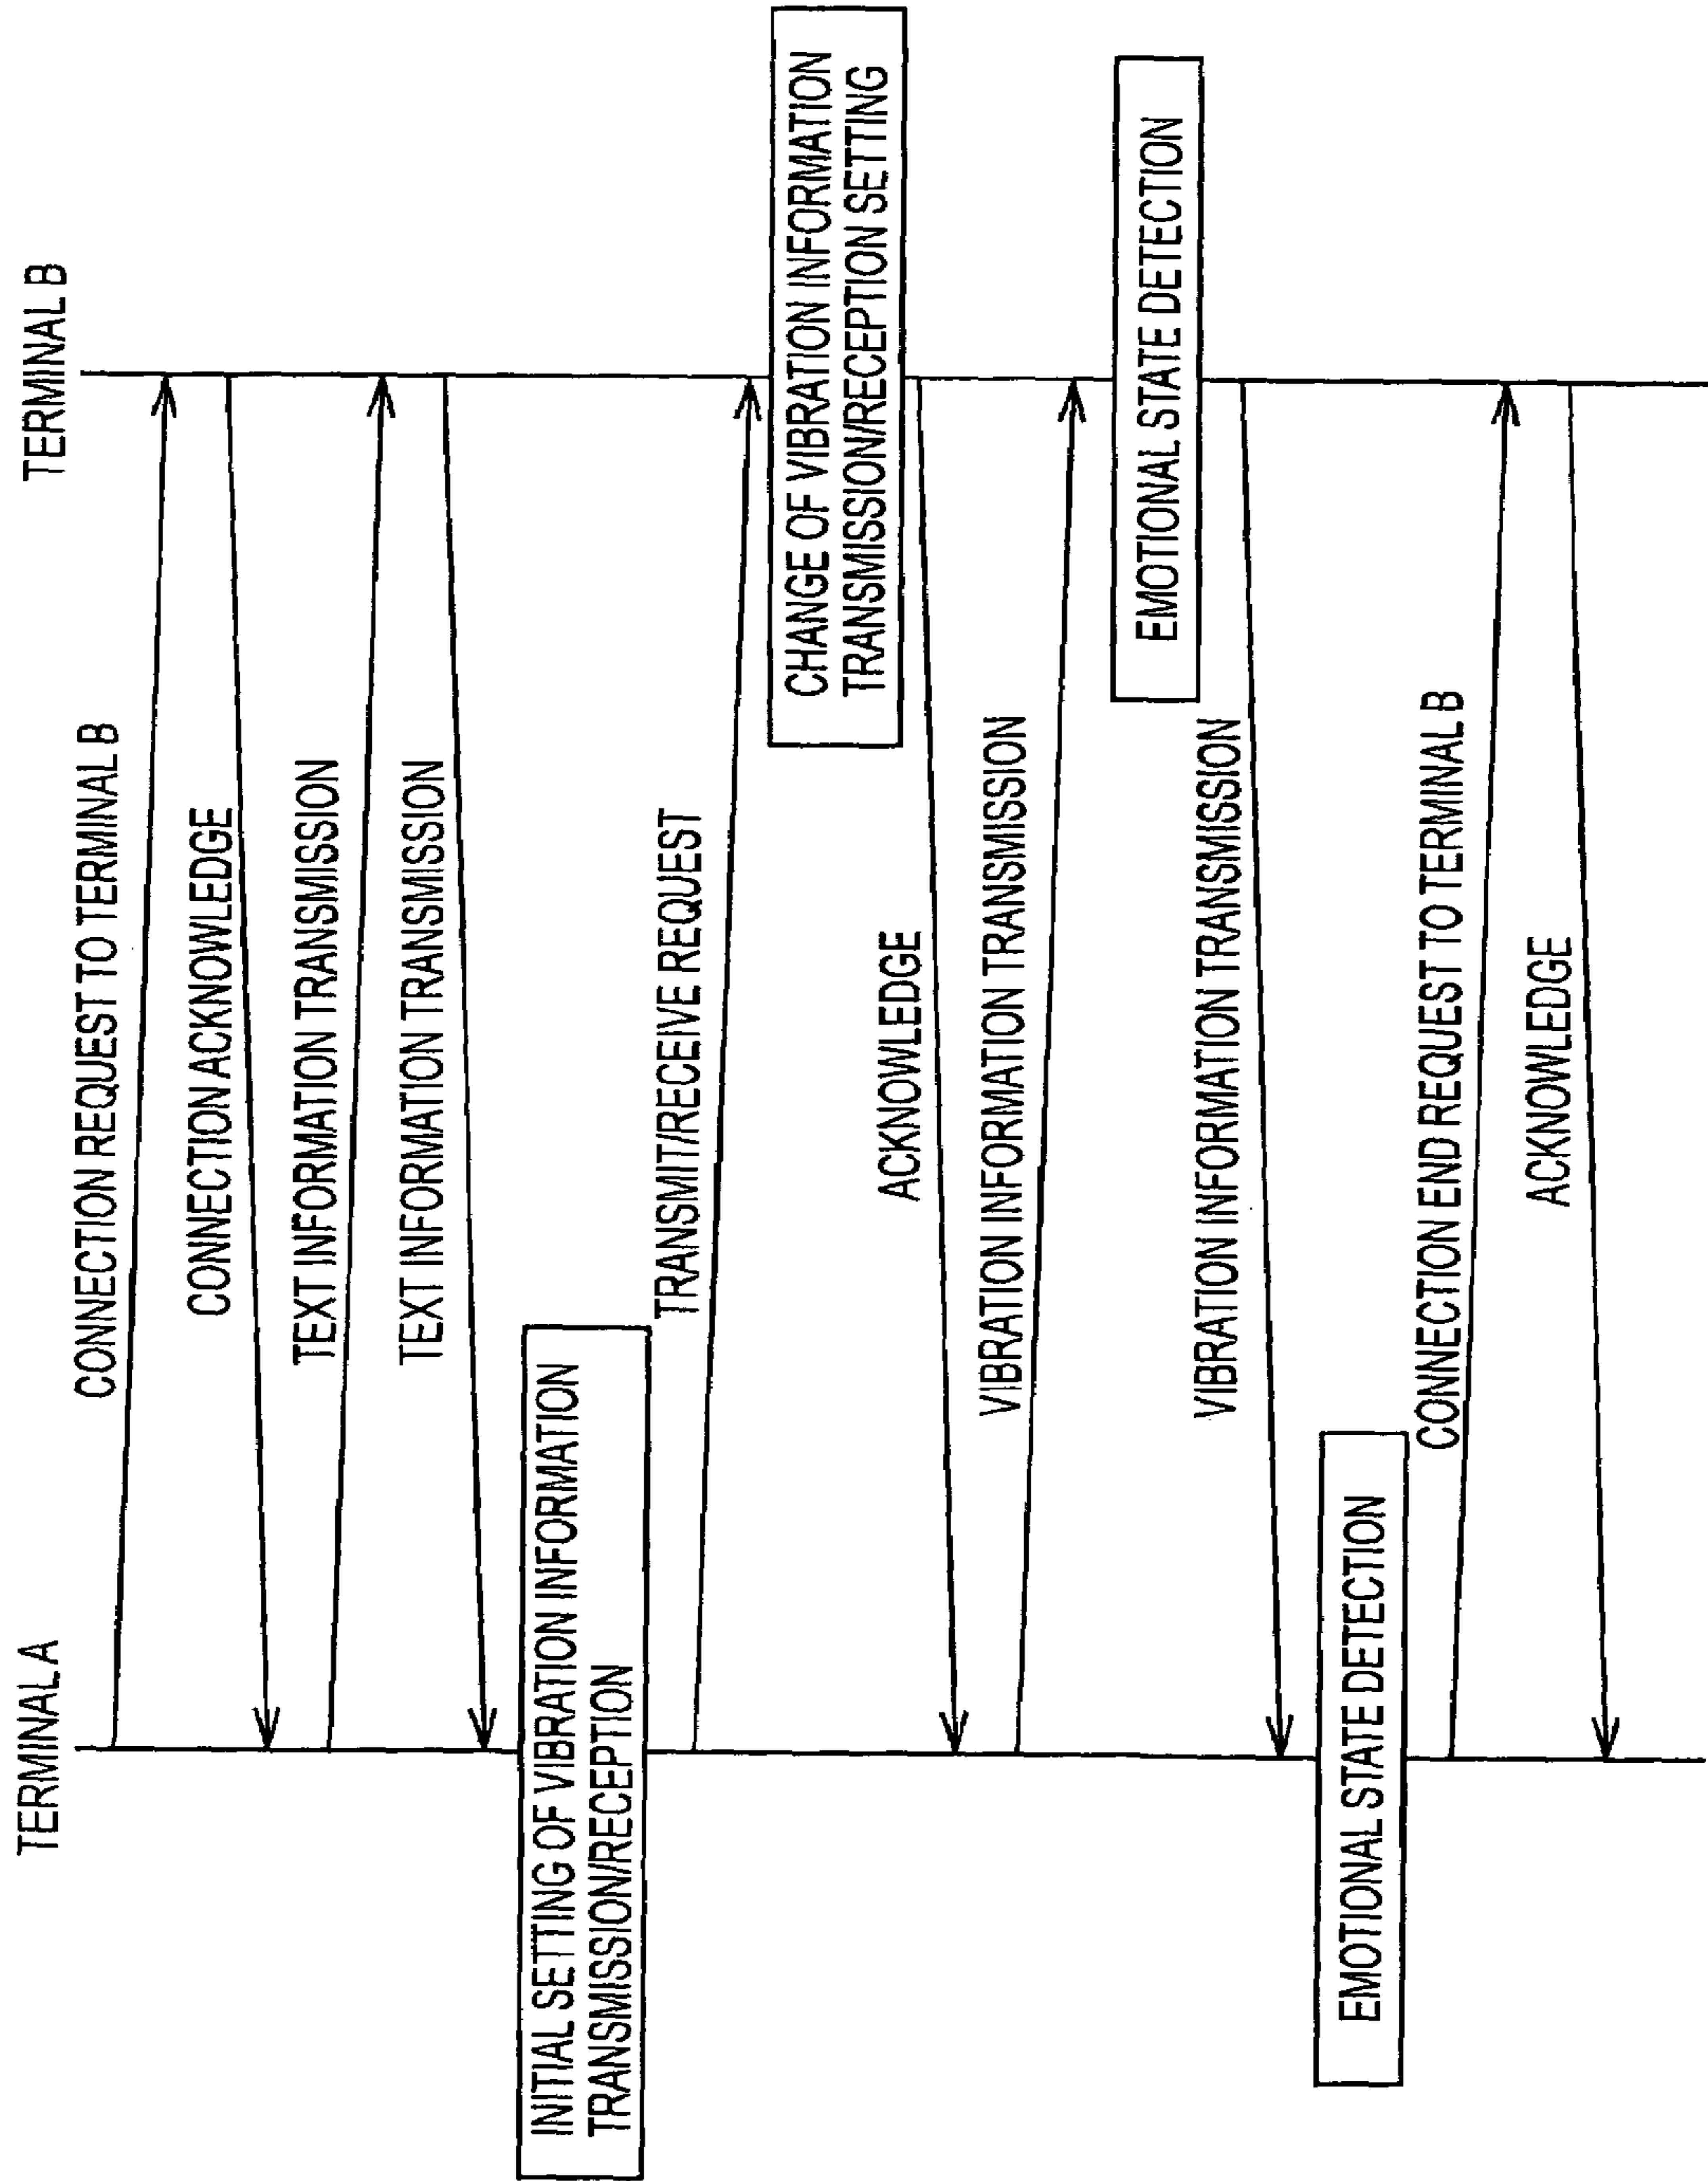 TERMINAL A
TERMINAL B
CONNECTION REQUEST TO TERMINAL B
CONNECTION ACKNOWLEDGE
TEXT INFORMATION TRANSMISSION
TEXT INFORMATION TRANSMISSION
INITIAL SETTING OF VIBRATION INFORMATION
TRANSMISSION/RECEPTION
TRANSMIT/RECEIVE REQUEST
CHANGE OF VIBRATION INFORMATION
TRANSMISSION/RECEPTION SETTING
ACKNOWLEDGE
VIBRATION INFORMATION TRANSMISSION
EMOTIONAL STATE DETECTION
VIBRATION INFORMATION TRANSMISSION
EMOTIONAL STATE DETECTION
CONNECTION END REQUEST TO TERMINAL B
ACKNOWLEDGE